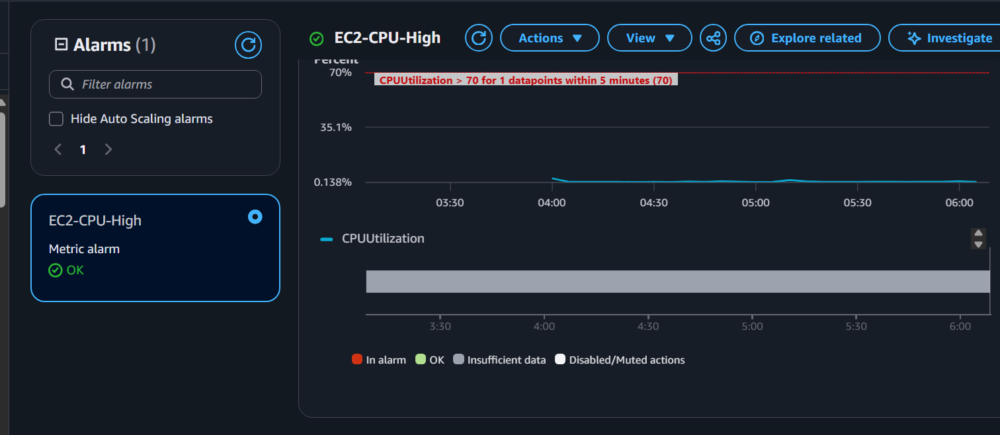 Alarms (1)
Filter alarms
Hide Auto Scaling alarms
1
EC2-CPU-High
Metric alarm
OK
EC2-CPU-High
Actions
View
Explore related
Investigate
Percent
70%
CPUUtilization > 70 for 1 datapoints within 5 minutes (70)
35.1%
0.138%
03:30 04:00 04:30 05:00 05:30 06:00
CPUUtilization
3:30 4:00 4:30 5:00 5:30 6:00
In alarm OK Insufficient data Disabled/Muted actions